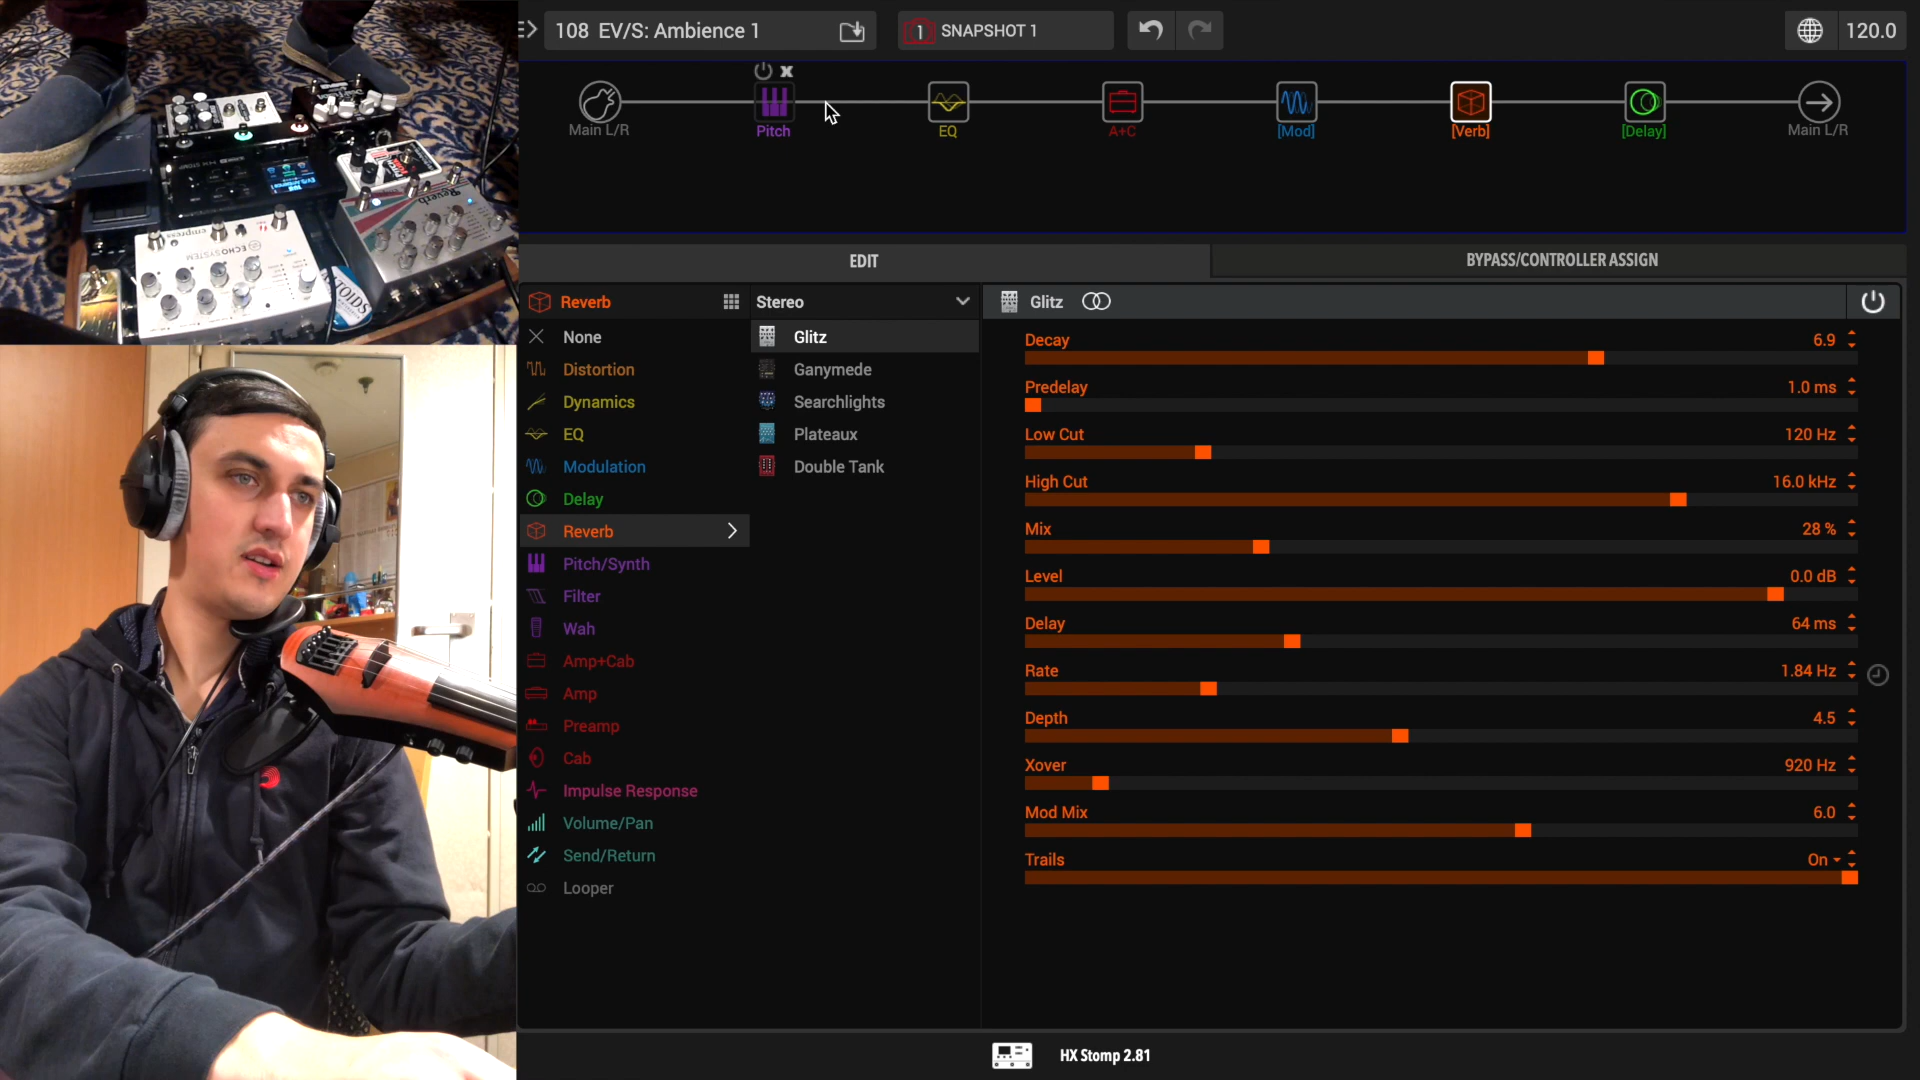 108 EV/S: Ambience 1
1 SNAPSHOT 1
120.0
Main L/R
Pitch
EQ
A+C
[Mod]
[Verb]
[Delay]
Main L/R
EDIT
BYPASS/CONTROLLER ASSIGN
Reverb
None
Distortion
Dynamics
EQ
Modulation
Delay
Reverb
Pitch/Synth
Filter
Wah
Amp+Cab
Amp
Preamp
Cab
Impulse Response
Volume/Pan
Send/Return
Looper
Stereo
Glitz
Ganymede
Searchlights
Plateaux
Double Tank
Glitz
Decay 6.9
Predelay 1.0 ms
Low Cut 120 Hz
High Cut 16.0 kHz
Mix 28 %
Level 0.0 dB
Delay 64 ms
Rate 1.84 Hz
Depth 4.5
Xover 920 Hz
Mod Mix 6.0
Trails On
HX Stomp 2.81
empress
ECHOSYSTEM
Reverb